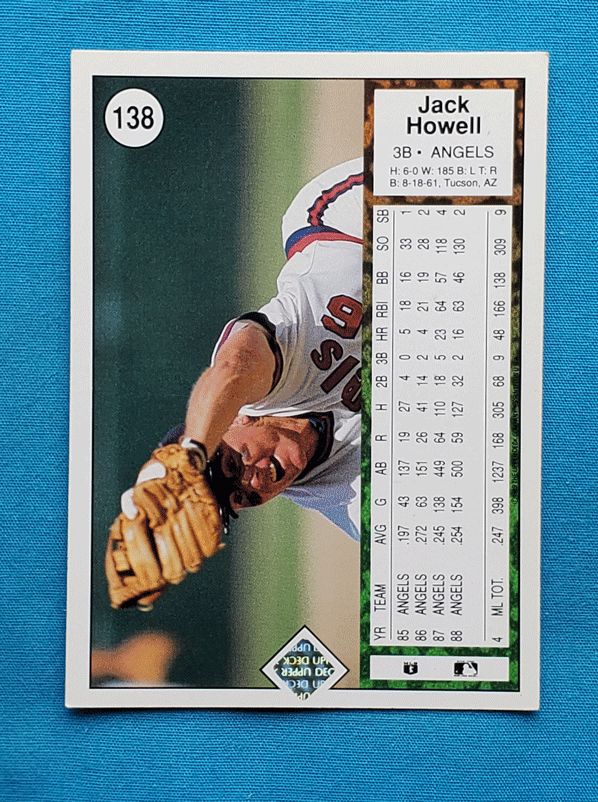 138
Jack
Howell
3B • ANGELS
H: 6-0 W: 185 B: L T: R
B: 8-18-61, Tucson, AZ
YR TEAM AVG G AB R H 2B 3B HR RBI BB SO SB
85 ANGELS .197 43 137 19 27 4 0 5 18 16 33 1
86 ANGELS .272 63 151 26 41 14 2 4 21 19 28 2
87 ANGELS .245 138 449 64 110 18 5 23 64 57 118 4
88 ANGELS .254 154 500 59 127 32 2 16 63 46 130 2
4 ML TOT. .247 398 1237 168 305 68 9 48 166 138 309 9
UPPER
DECK
UPPER
DECK